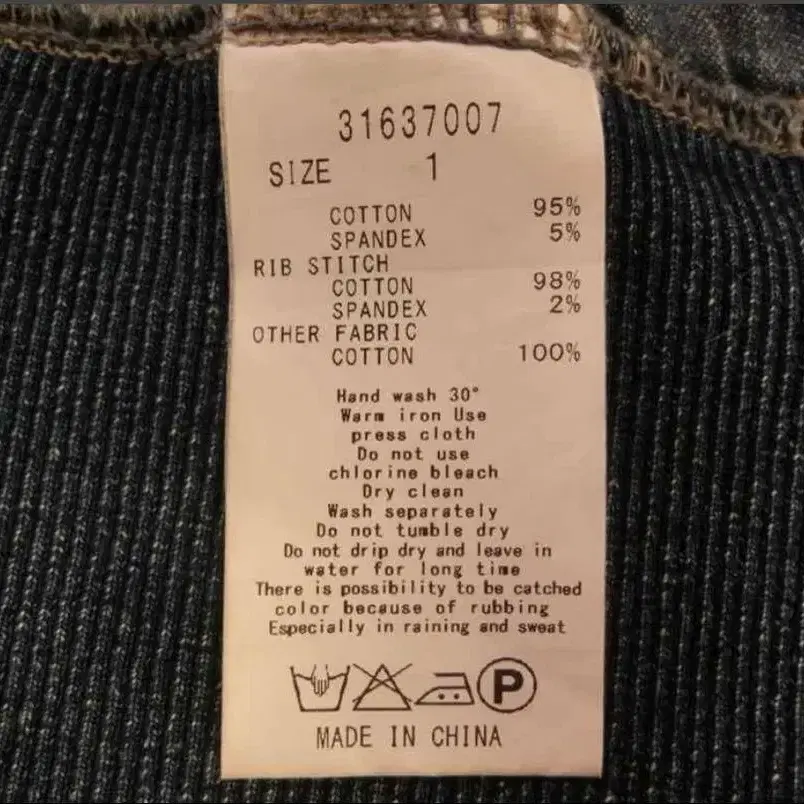 31637007
SIZE 1
COTTON 95%
SPANDEX 5%
RIB STITCH
COTTON 98%
SPANDEX 2%
OTHER FABRIC
COTTON 100%
Hand wash 30°
Warm iron Use
press cloth
Do not use
chlorine bleach
Dry clean
Wash separately
Do not tumble dry
Do not drip dry and leave in
water for long time
There is possibility to be catched
color because of rubbing
Especially in raining and sweat
P
MADE IN CHINA